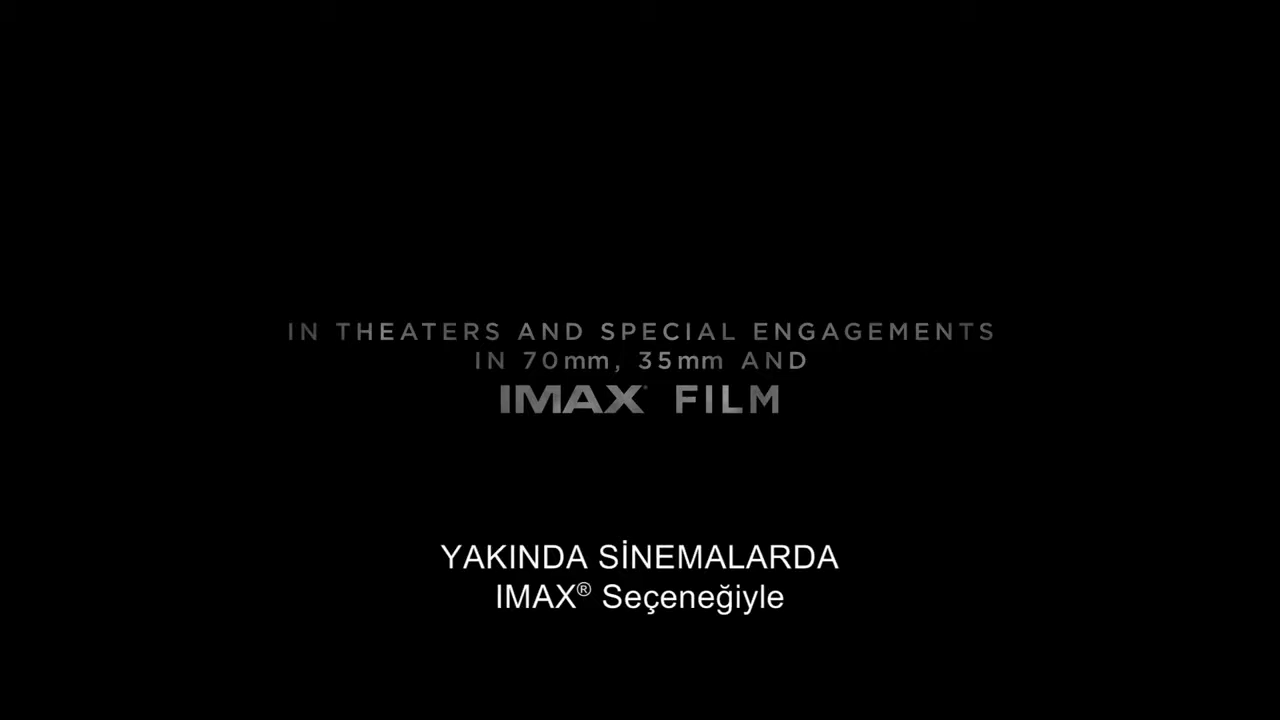 IN THEATERS AND SPECIAL ENGAGEMENTS
IN 70mm, 35mm AND
IMAX® FILM
YAKINDA SİNEMALARDA
IMAX® Seçeneğiyle